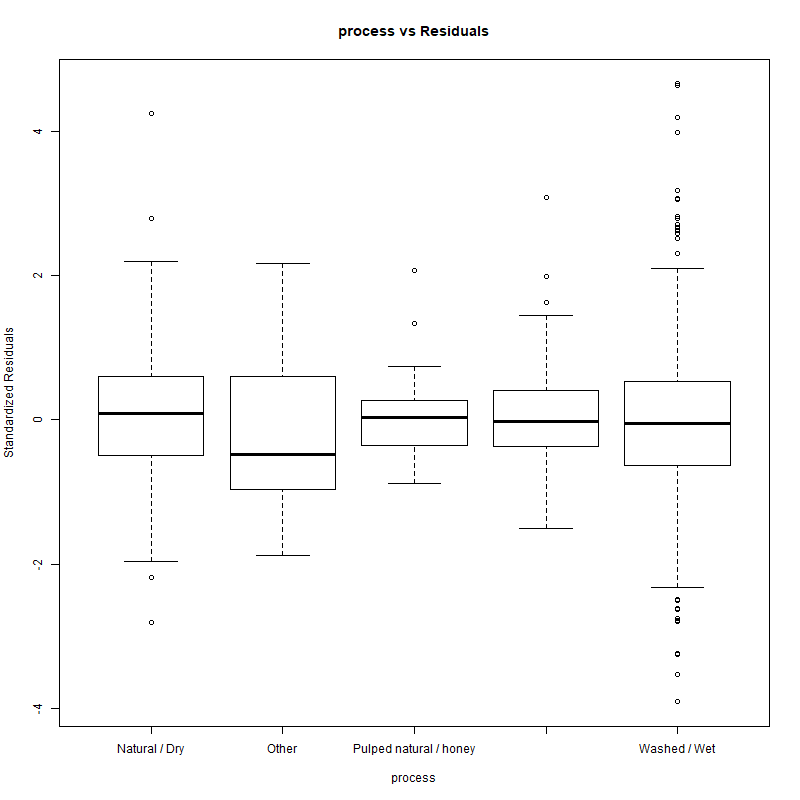 process vs Residuals
Standardized Residuals
4
2
0
-2
-4
Natural / Dry Other Pulped natural / honey Washed / Wet
process